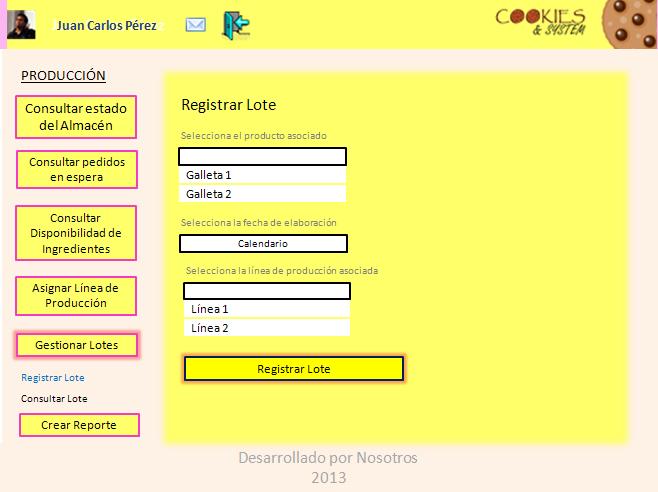 Juan Carlos Pérez
COOKIES
& SYSTEM
PRODUCCIÓN
Consultar estado
del Almacén
Consultar pedidos
en espera
Consultar
Disponibilidad de
Ingredientes
Asignar Línea de
Producción
Gestionar Lotes
Registrar Lote
Consultar Lote
Crear Reporte
Registrar Lote
Selecciona el producto asociado
Galleta 1
Galleta 2
Selecciona la fecha de elaboración
Calendario
Selecciona la línea de producción asociada
Línea 1
Línea 2
Registrar Lote
Desarrollado por Nosotros
2013